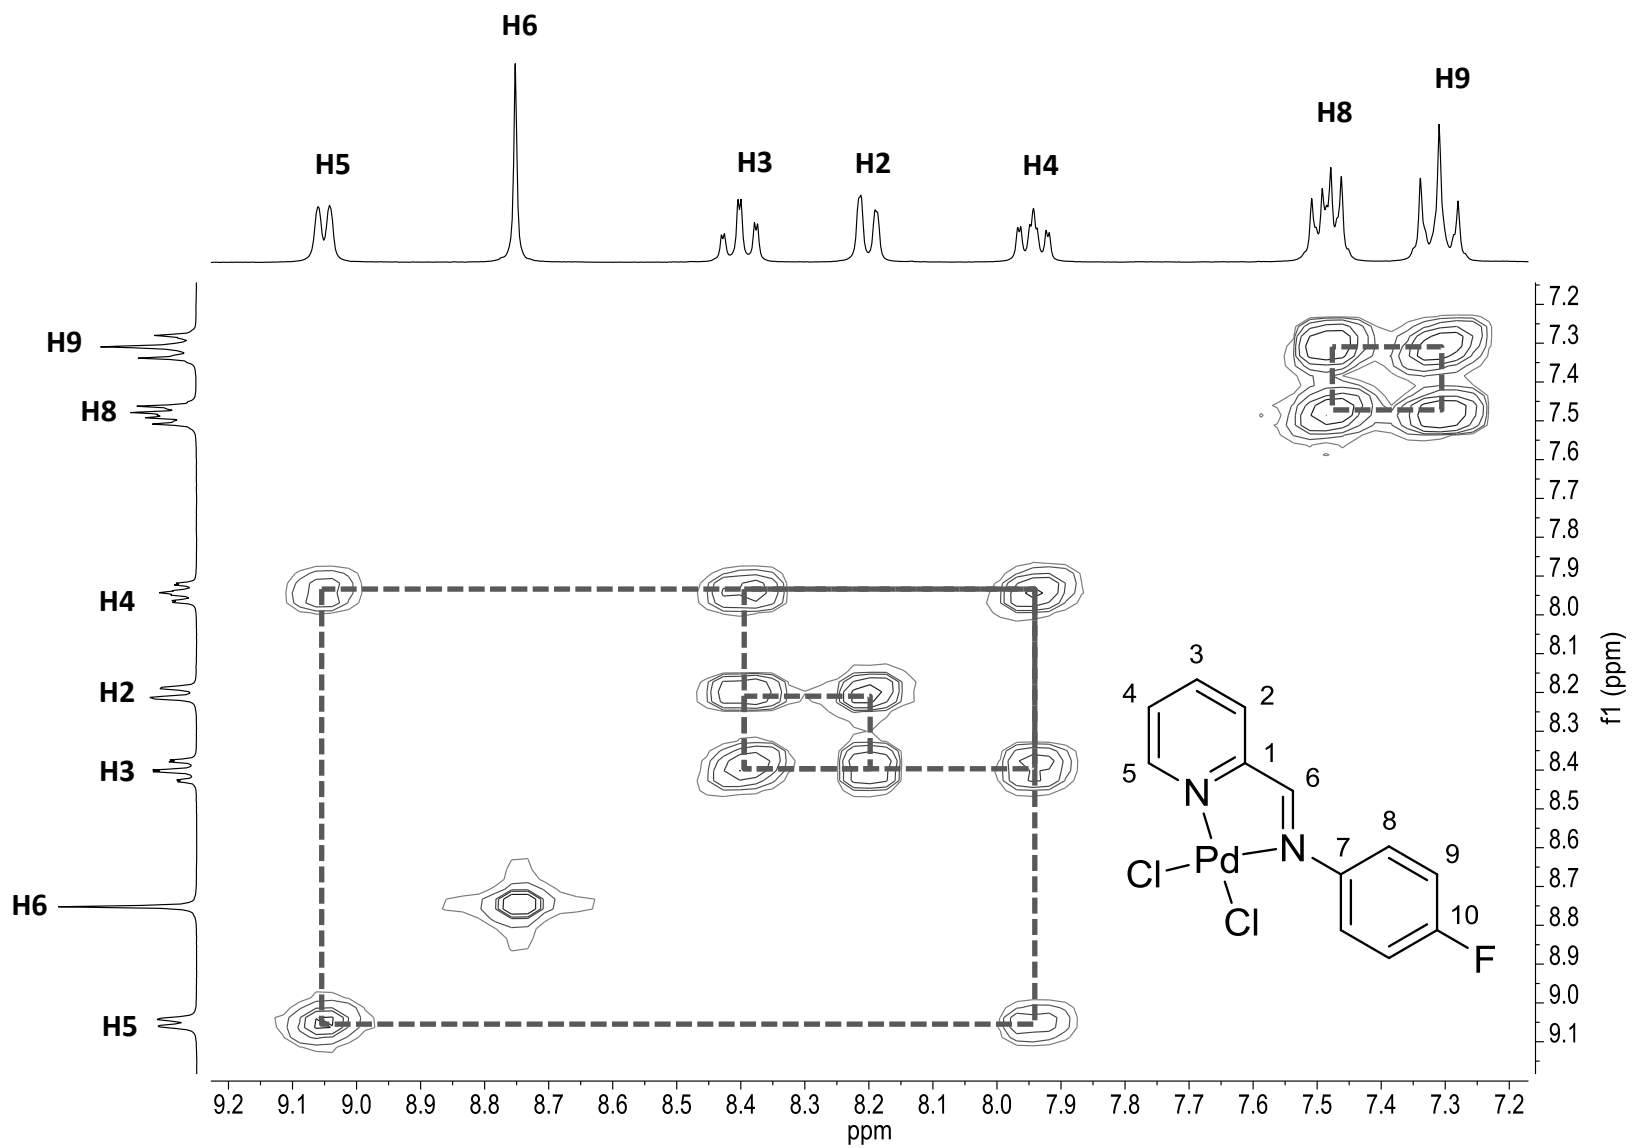 H6
H9
H8
H5
H3
H2
H4
7.2
7.3
7.4
7.5
7.6
7.7
7.8
7.9
8.0
8.1
8.2
8.3
8.4
8.5
8.6
8.7
8.8
8.9
9.0
9.1
f1 (ppm)
H9
H8
H4
H2
H3
H6
H5
3
4
2
1
5
6
N
8
7
9
N
Pd
Cl
Cl
10
F
9.2 9.1 9.0 8.9 8.8 8.7 8.6 8.5 8.4 8.3 8.2 8.1 8.0 7.9 7.8 7.7 7.6 7.5 7.4 7.3 7.2
ppm